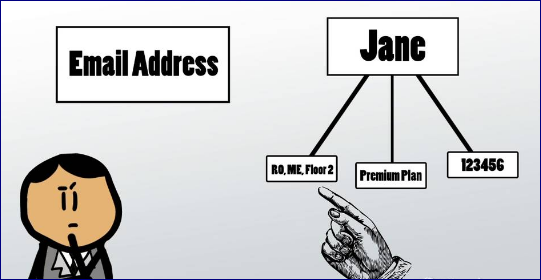 Email Address
Jane
RO, ME, Floor 2
Premium Plan
123456